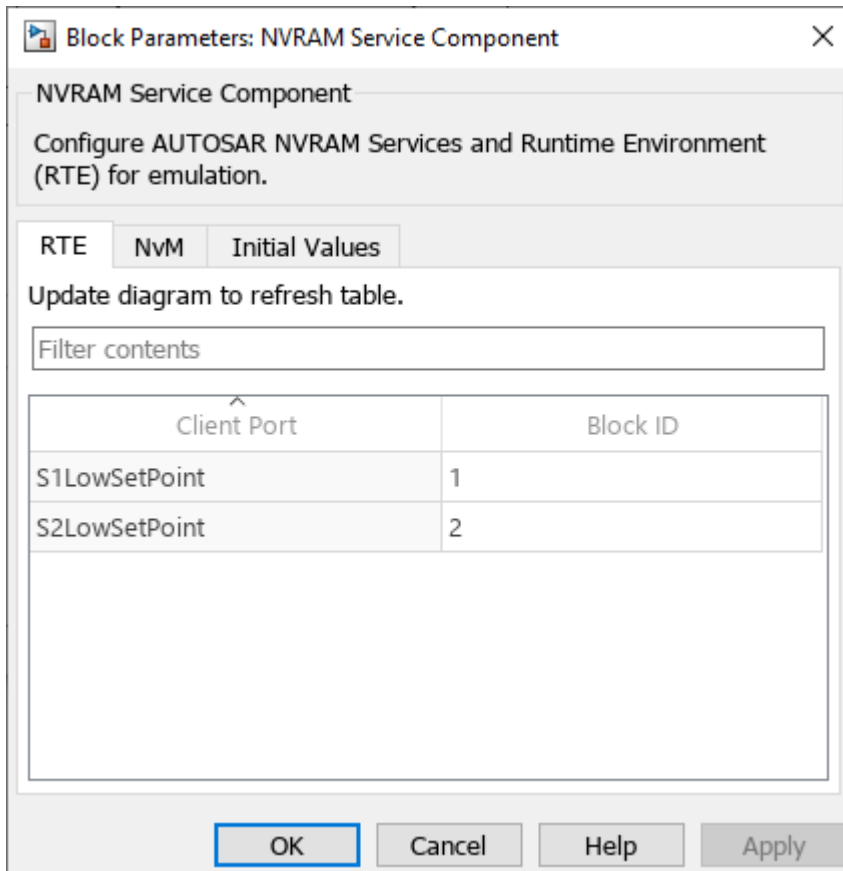 Block Parameters: NVRAM Service Component
NVRAM Service Component
Configure AUTOSAR NVRAM Services and Runtime Environment
(RTE) for emulation.
RTE NvM Initial Values
Update diagram to refresh table.
Filter contents
Client Port Block ID
S1LowSetPoint 1
S2LowSetPoint 2
OK Cancel Help Apply